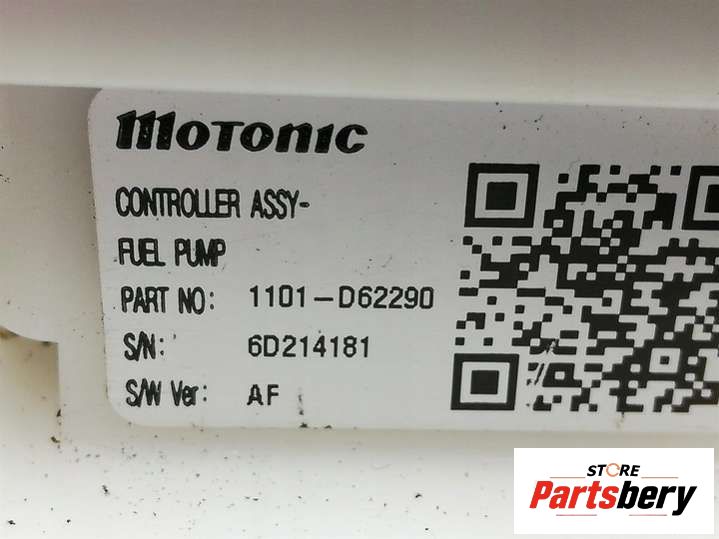 MOTONIC
CONTROLLER ASSY-
FUEL PUMP
PART NO: 1101-D62290
S/N: 6D214181
S/W Ver: AF
STORE
Partsbery